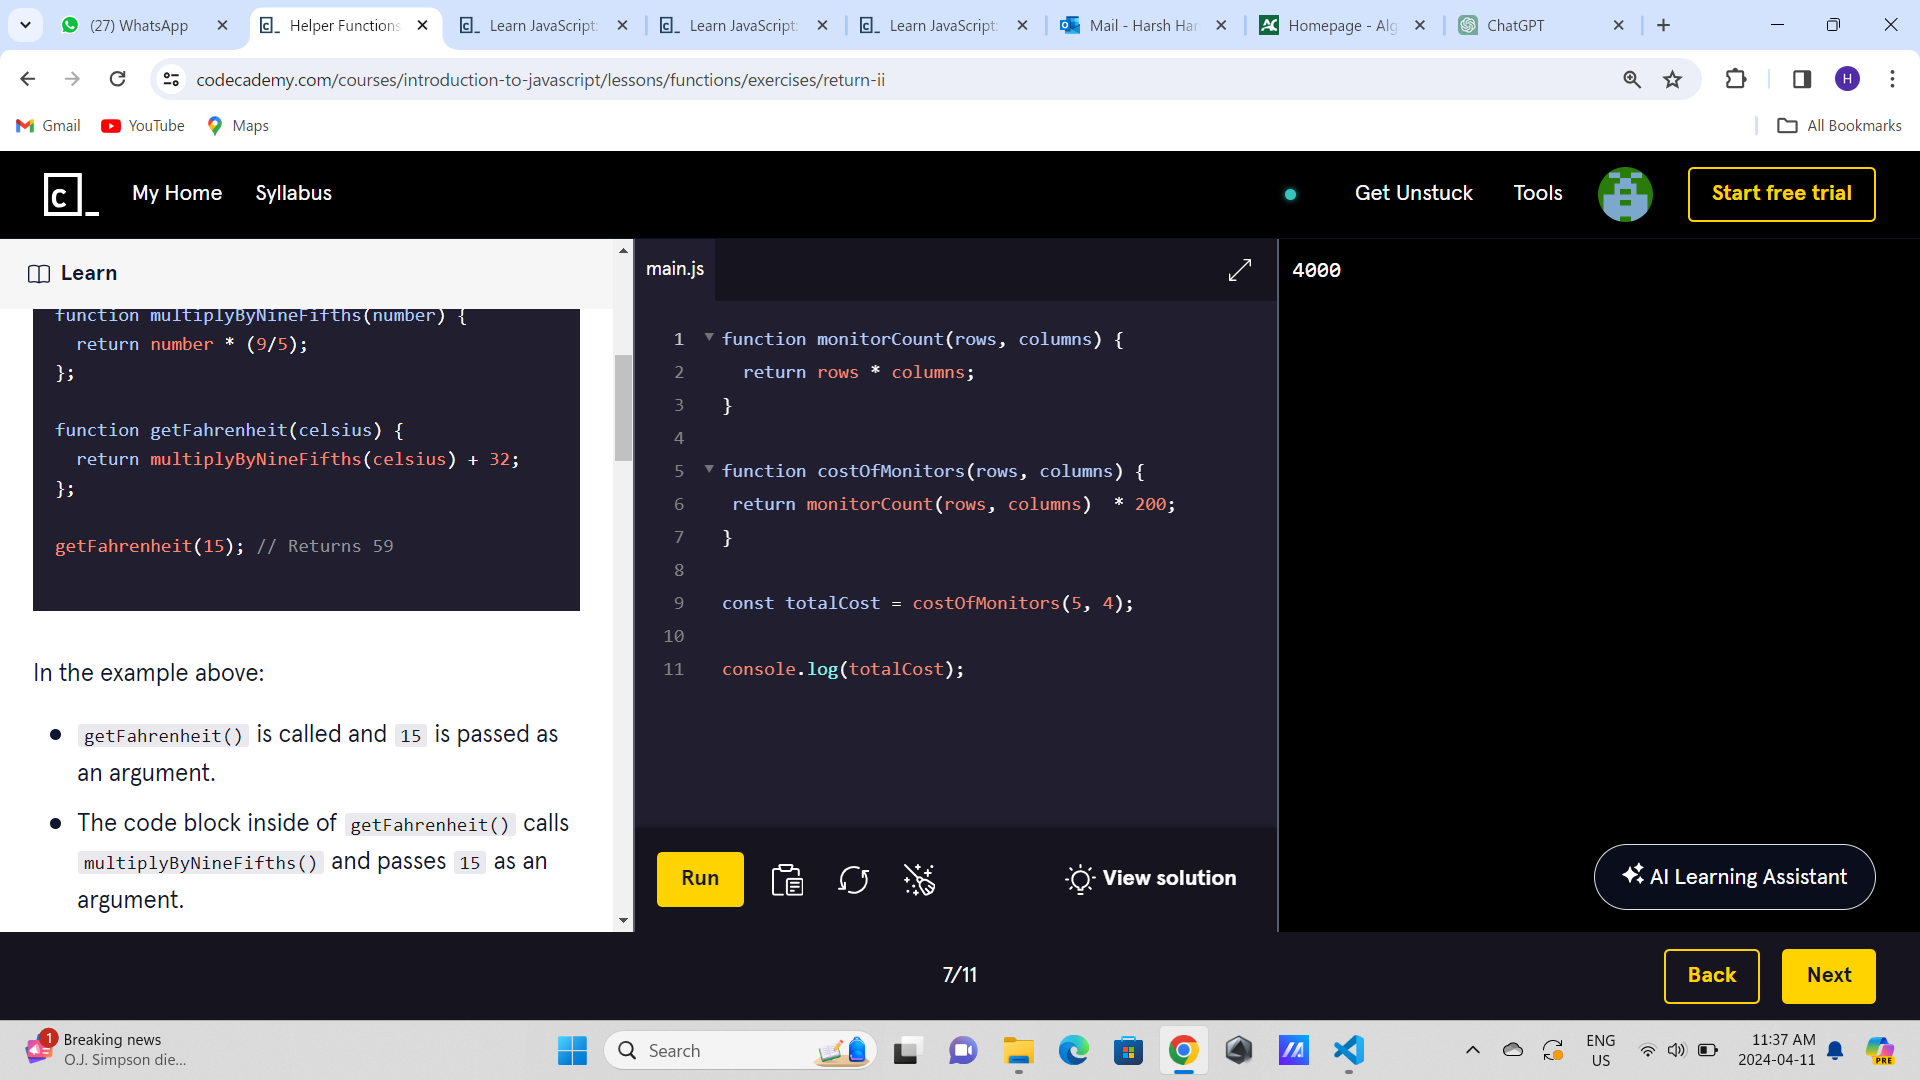 (27) WhatsApp
Helper Functions
Learn JavaScript:
Learn JavaScript:
Learn JavaScript:
Mail - Harsh Har
Homepage - Alg
ChatGPT
codecademy.com/courses/introduction-to-javascript/lessons/functions/exercises/return-ii
H
Gmail
YouTube
Maps
All Bookmarks
c_
My Home
Syllabus
Get Unstuck
Tools
Start free trial
Learn
function multiplyByNineFifths(number) {
return number * (9/5);
};
function getFahrenheit(celsius) {
return multiplyByNineFifths(celsius) + 32;
};
getFahrenheit(15); // Returns 59
In the example above:
getFahrenheit() is called and 15 is passed as
an argument.
The code block inside of getFahrenheit() calls
multiplyByNineFifths() and passes 15 as an
argument.
main.js
1 function monitorCount(rows, columns) {
2 return rows * columns;
3 }
4
5 function costOfMonitors(rows, columns) {
6 return monitorCount(rows, columns)  * 200;
7 }
8
9 const totalCost = costOfMonitors(5, 4);
10
11 console.log(totalCost);
4000
Run
View solution
AI Learning Assistant
7/11
Back
Next
1
Breaking news
O.J. Simpson die...
Search
ENG
US
11:37 AM
2024-04-11
PRE